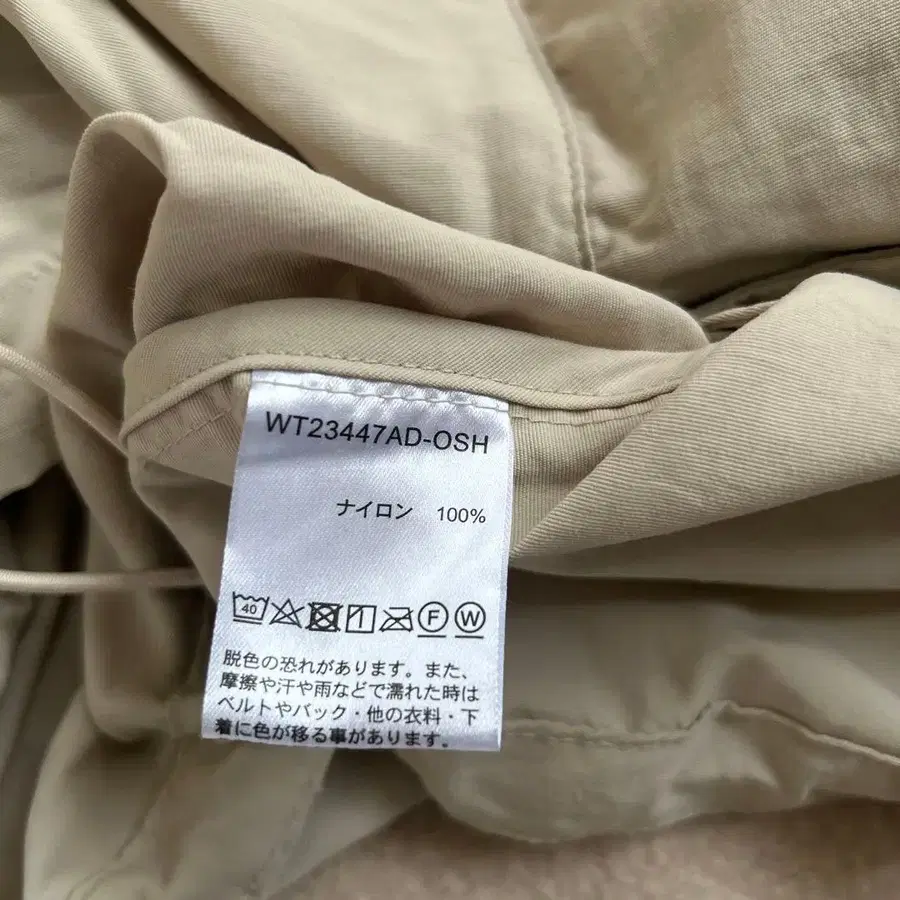 WT23447AD-OSH
ナイロン 100%
40 F W
脱色の恐れがあります。また、
摩擦や汗や雨などで濡れた時は
ベルトやバック・他の衣料・下
着に色が移る事があります。